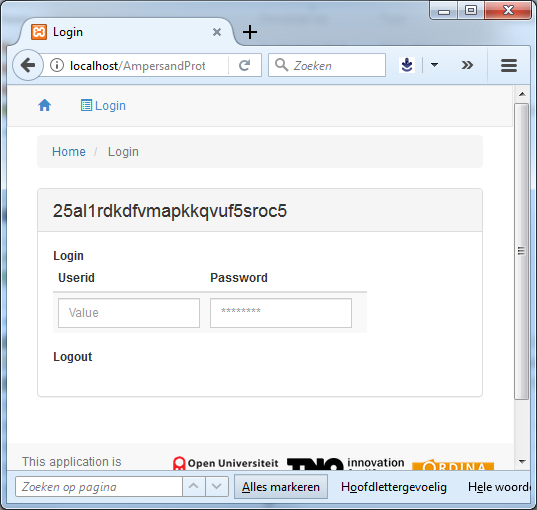 Login
localhost/AmpersandProt
Zoeken
Login
Home / Login
25al1rdkdfvmapkkqvuf5sroc5
Login
Userid Password
Value ********
Logout
This application is
Open Universiteit
TNO innovation
ORDINA
Zoeken op pagina
Alles markeren Hoofdlettergevoelig Hele woorde